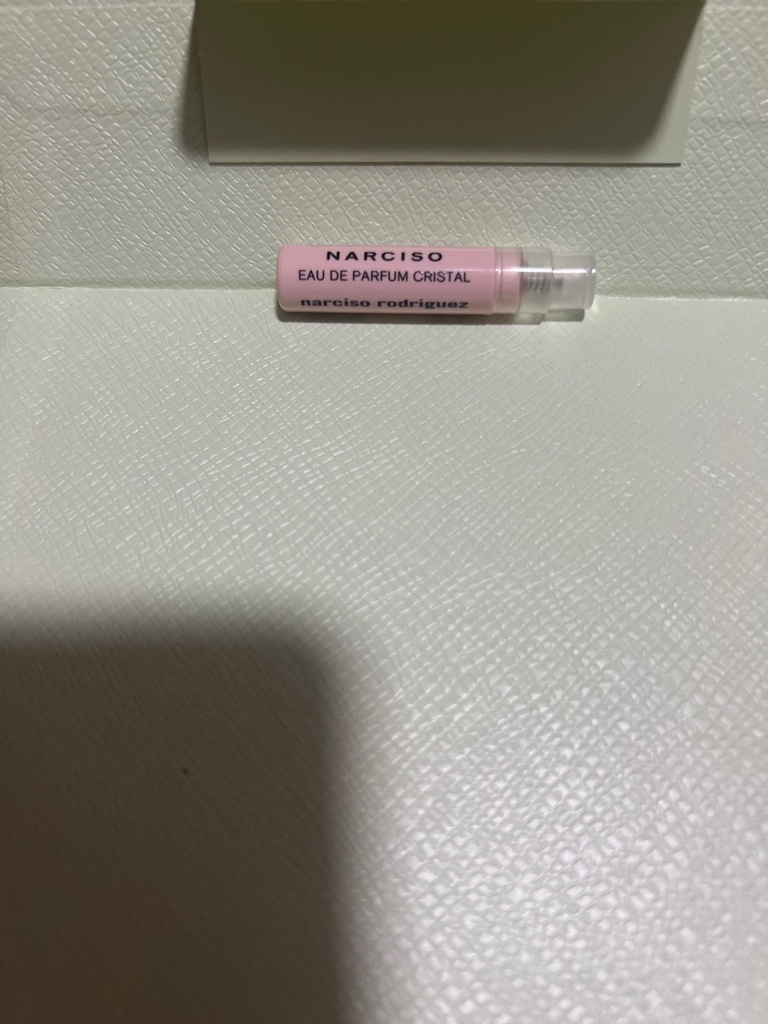 NARCISO
EAU DE PARFUM CRISTAL
narciso rodriguez